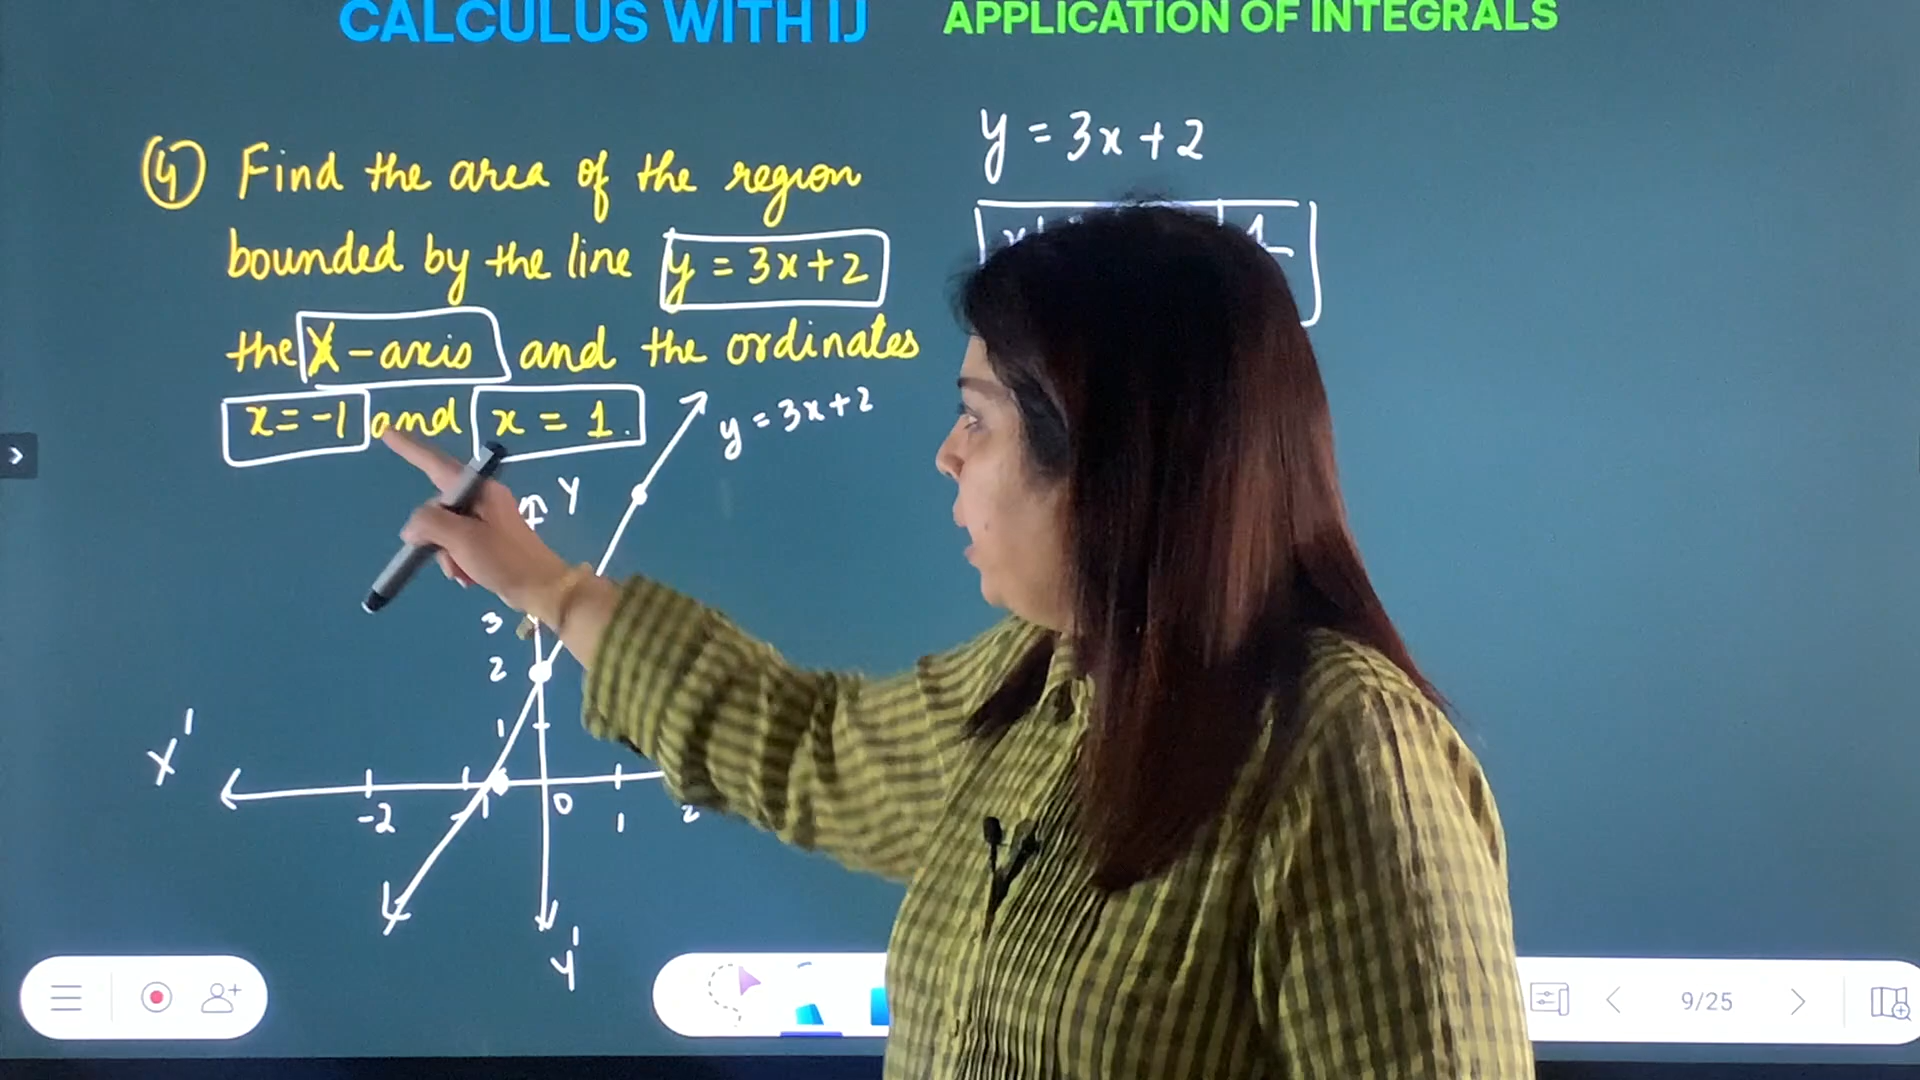 CALCULUS WITH IJ
APPLICATION OF INTEGRALS
(4) Find the area of the region
bounded by the line y = 3x+2
the X-axis and the ordinates
x = -1 and x = 1.
y = 3x+2
1
y = 3x+2
Y
3
2
1
X'
-2
-1
0
1
2
Y'
9/25